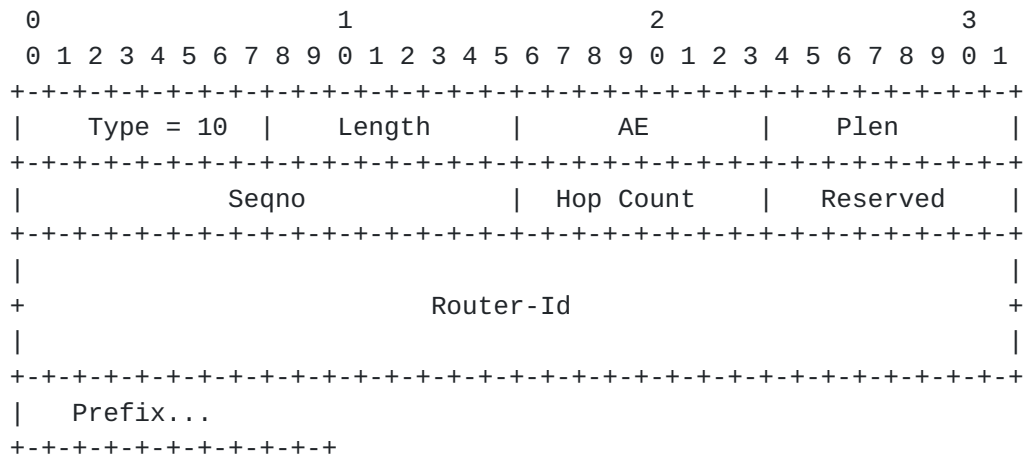 0                   1                   2                   3
 0 1 2 3 4 5 6 7 8 9 0 1 2 3 4 5 6 7 8 9 0 1 2 3 4 5 6 7 8 9 0 1
+-+-+-+-+-+-+-+-+-+-+-+-+-+-+-+-+-+-+-+-+-+-+-+-+-+-+-+-+-+-+-+-+
|    Type = 10  |    Length     |      AE       |    Plen       |
+-+-+-+-+-+-+-+-+-+-+-+-+-+-+-+-+-+-+-+-+-+-+-+-+-+-+-+-+-+-+-+-+
|             Seqno             |  Hop Count    |   Reserved    |
+-+-+-+-+-+-+-+-+-+-+-+-+-+-+-+-+-+-+-+-+-+-+-+-+-+-+-+-+-+-+-+-+
|                                                               |
+                          Router-Id                            +
|                                                               |
+-+-+-+-+-+-+-+-+-+-+-+-+-+-+-+-+-+-+-+-+-+-+-+-+-+-+-+-+-+-+-+-+
|   Prefix...
+-+-+-+-+-+-+-+-+-+-+